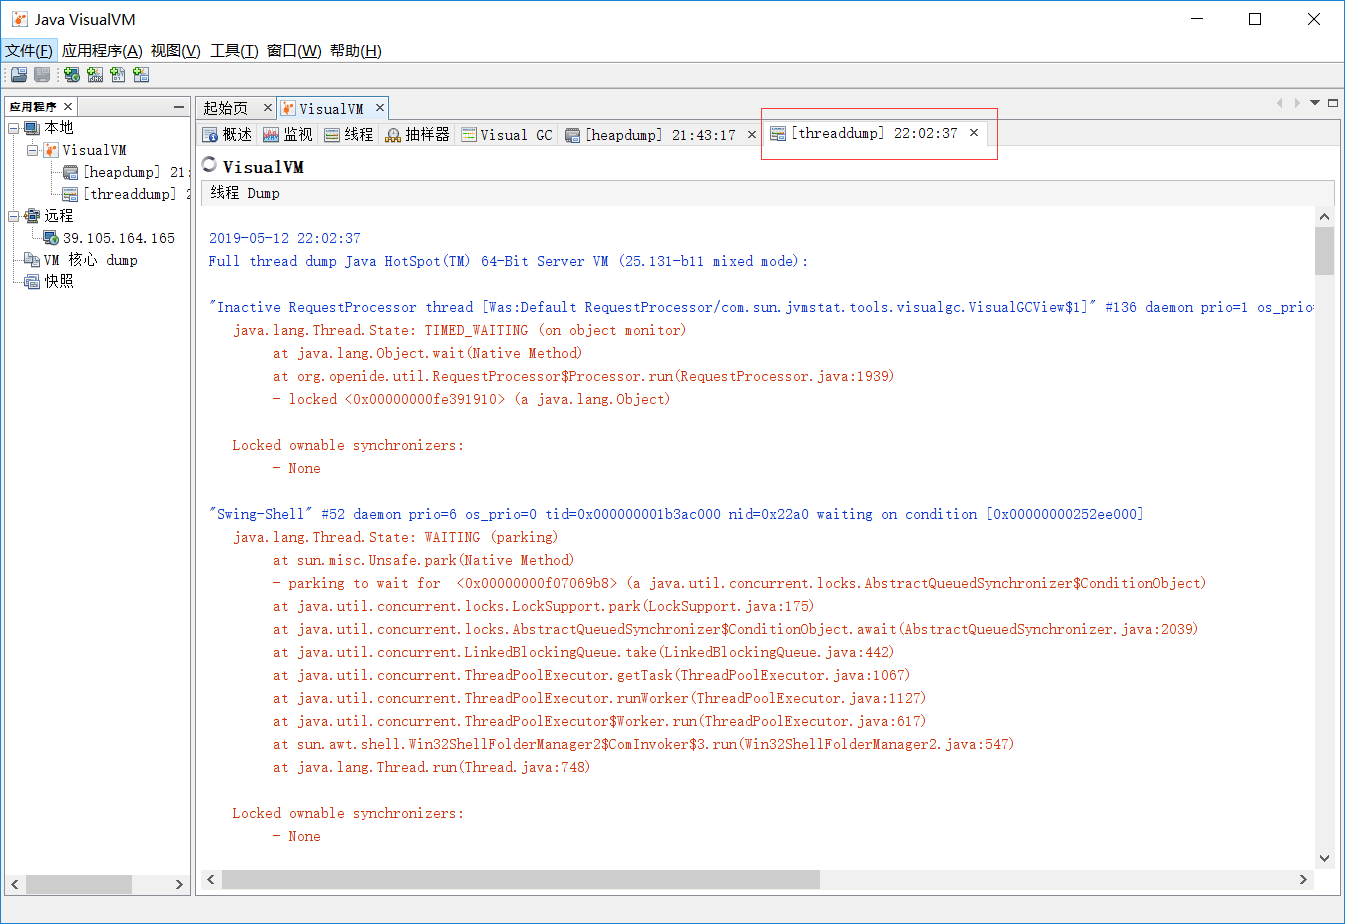 Java VisualVM
文件(F) 应用程序(A) 视图(V) 工具(T) 窗口(W) 帮助(H)
应用程序
本地
VisualVM
[heapdump] 21:
[threaddump] 2
远程
39.105.164.165
VM 核心 dump
快照
起始页 VisualVM
概述 监视 线程 抽样器 Visual GC [heapdump] 21:43:17 [threaddump] 22:02:37
VisualVM
线程 Dump
2019-05-12 22:02:37
Full thread dump Java HotSpot(TM) 64-Bit Server VM (25.131-b11 mixed mode):
"Inactive RequestProcessor thread [Was:Default RequestProcessor/com.sun.jvmstat.tools.visualgc.VisualGCView$1]" #136 daemon prio=1 os_prio=
java.lang.Thread.State: TIMED_WAITING (on object monitor)
at java.lang.Object.wait(Native Method)
at org.openide.util.RequestProcessor$Processor.run(RequestProcessor.java:1939)
- locked <0x00000000fe391910> (a java.lang.Object)
Locked ownable synchronizers:
- None
"Swing-Shell" #52 daemon prio=6 os_prio=0 tid=0x000000001b3ac000 nid=0x22a0 waiting on condition [0x00000000252ee000]
java.lang.Thread.State: WAITING (parking)
at sun.misc.Unsafe.park(Native Method)
- parking to wait for  <0x00000000f07069b8> (a java.util.concurrent.locks.AbstractQueuedSynchronizer$ConditionObject)
at java.util.concurrent.locks.LockSupport.park(LockSupport.java:175)
at java.util.concurrent.locks.AbstractQueuedSynchronizer$ConditionObject.await(AbstractQueuedSynchronizer.java:2039)
at java.util.concurrent.LinkedBlockingQueue.take(LinkedBlockingQueue.java:442)
at java.util.concurrent.ThreadPoolExecutor.getTask(ThreadPoolExecutor.java:1067)
at java.util.concurrent.ThreadPoolExecutor.runWorker(ThreadPoolExecutor.java:1127)
at java.util.concurrent.ThreadPoolExecutor$Worker.run(ThreadPoolExecutor.java:617)
at sun.awt.shell.Win32ShellFolderManager2$ComInvoker$3.run(Win32ShellFolderManager2.java:547)
at java.lang.Thread.run(Thread.java:748)
Locked ownable synchronizers:
- None